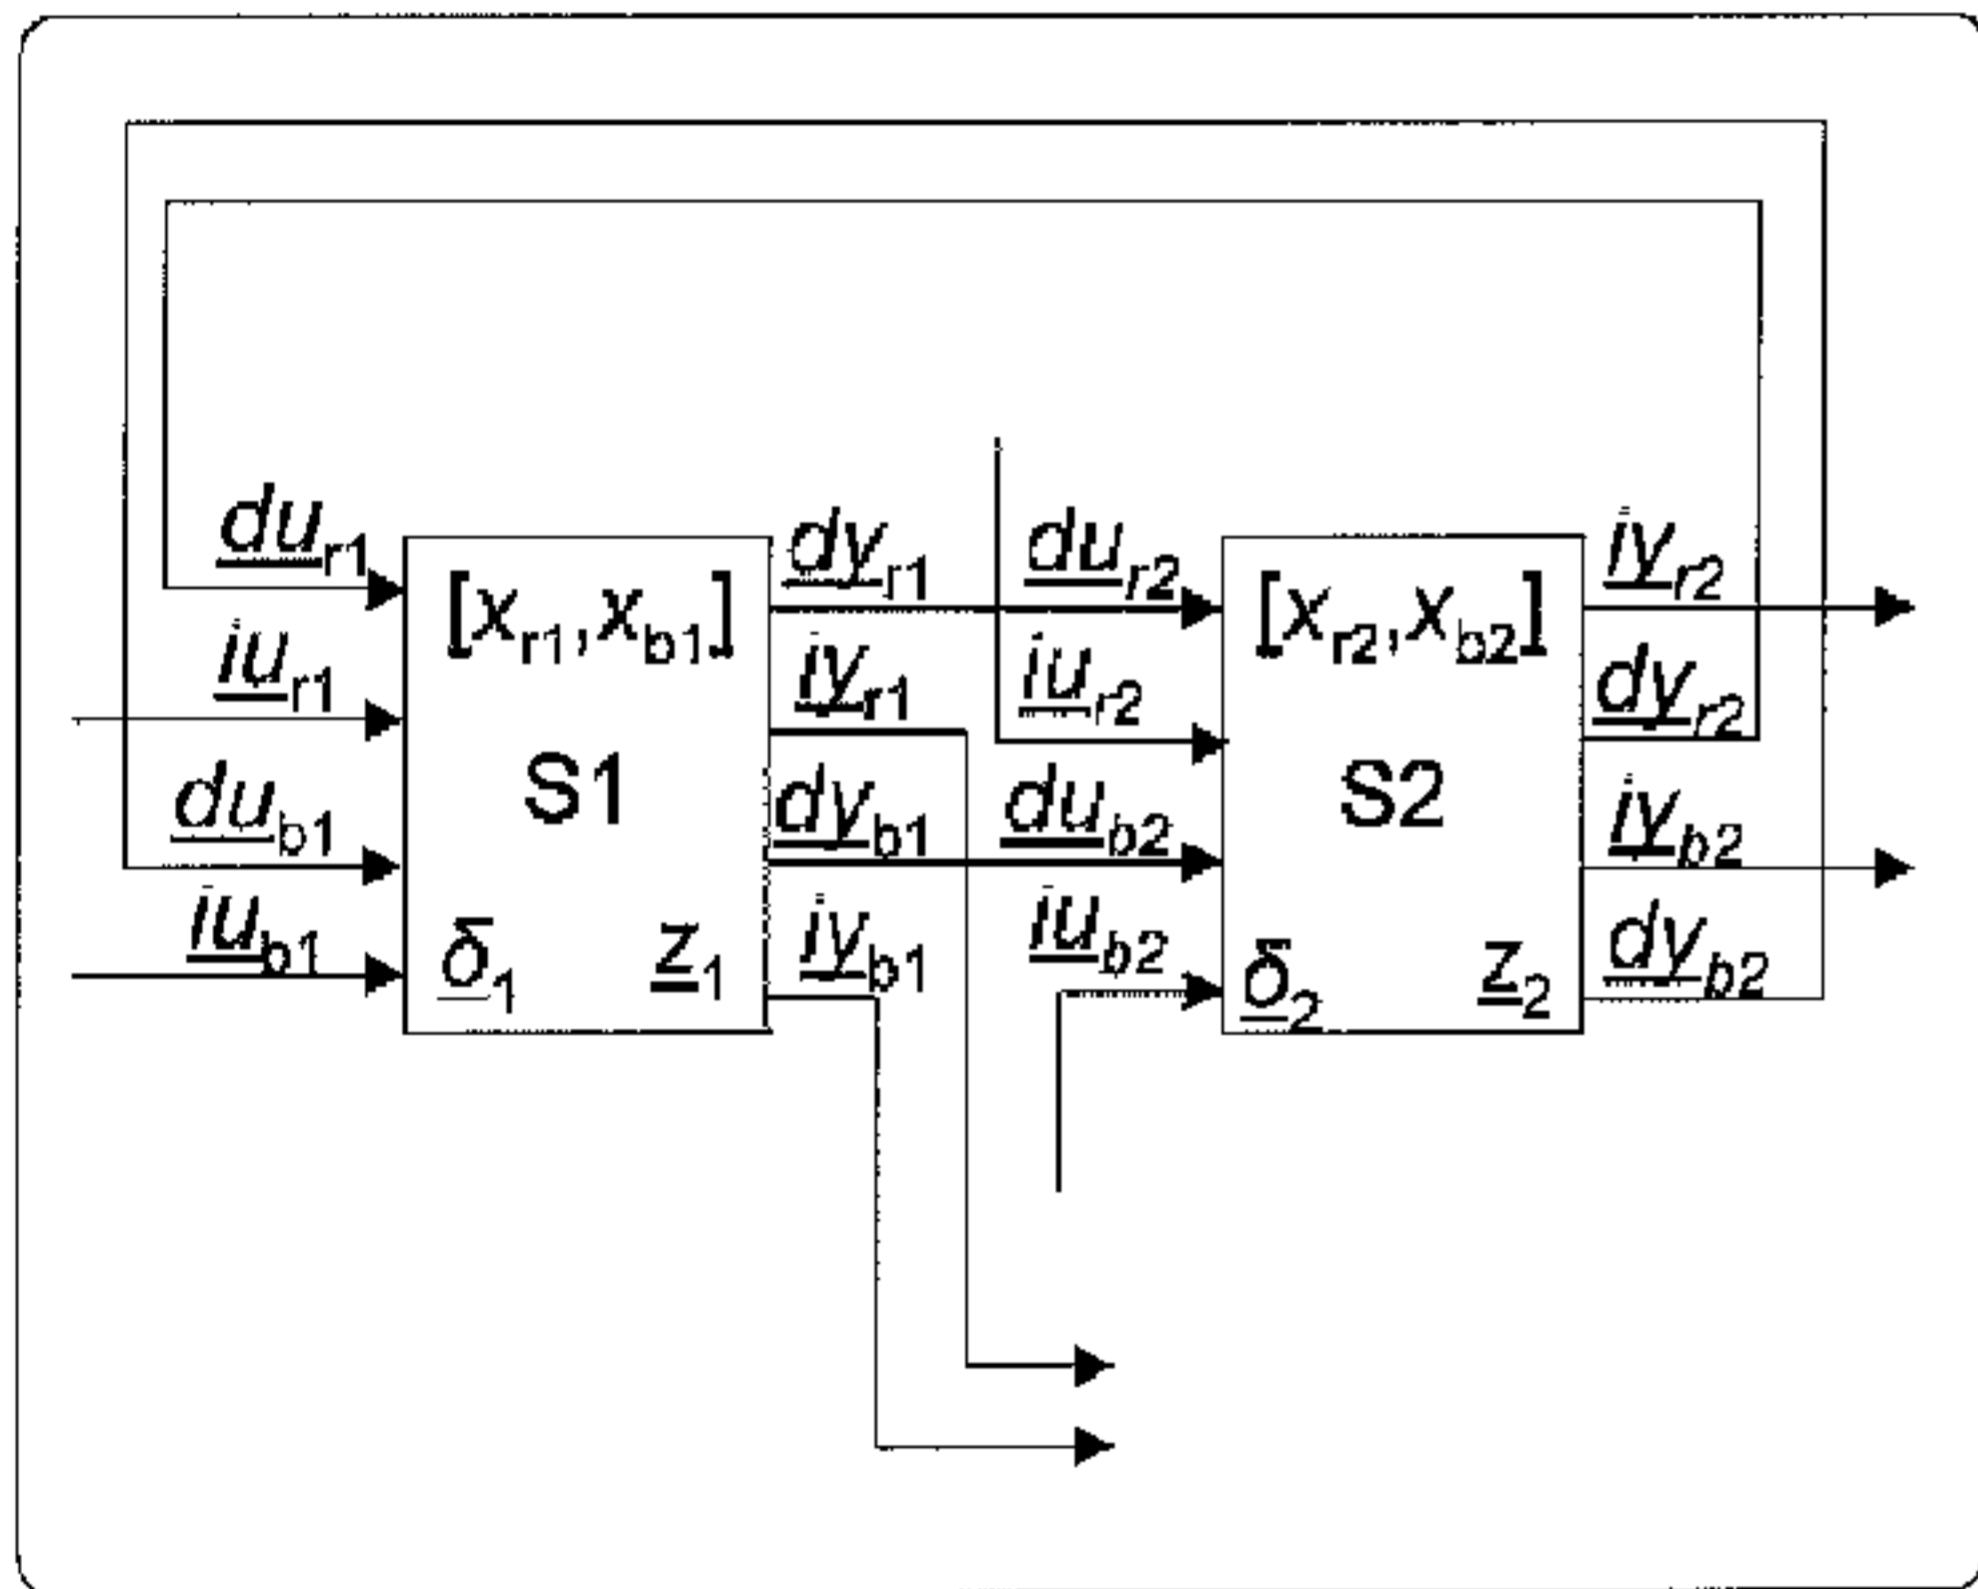 du_r1
iu_r1
du_b1
iu_b1
[x_r1,x_b1]
S1
δ_1 z_1
dy_r1
iy_r1
dy_b1
iy_b1
du_r2
iu_r2
du_b2
iu_b2
[x_r2,x_b2]
S2
δ_2 z_2
iy_r2
dy_r2
iy_b2
dy_b2